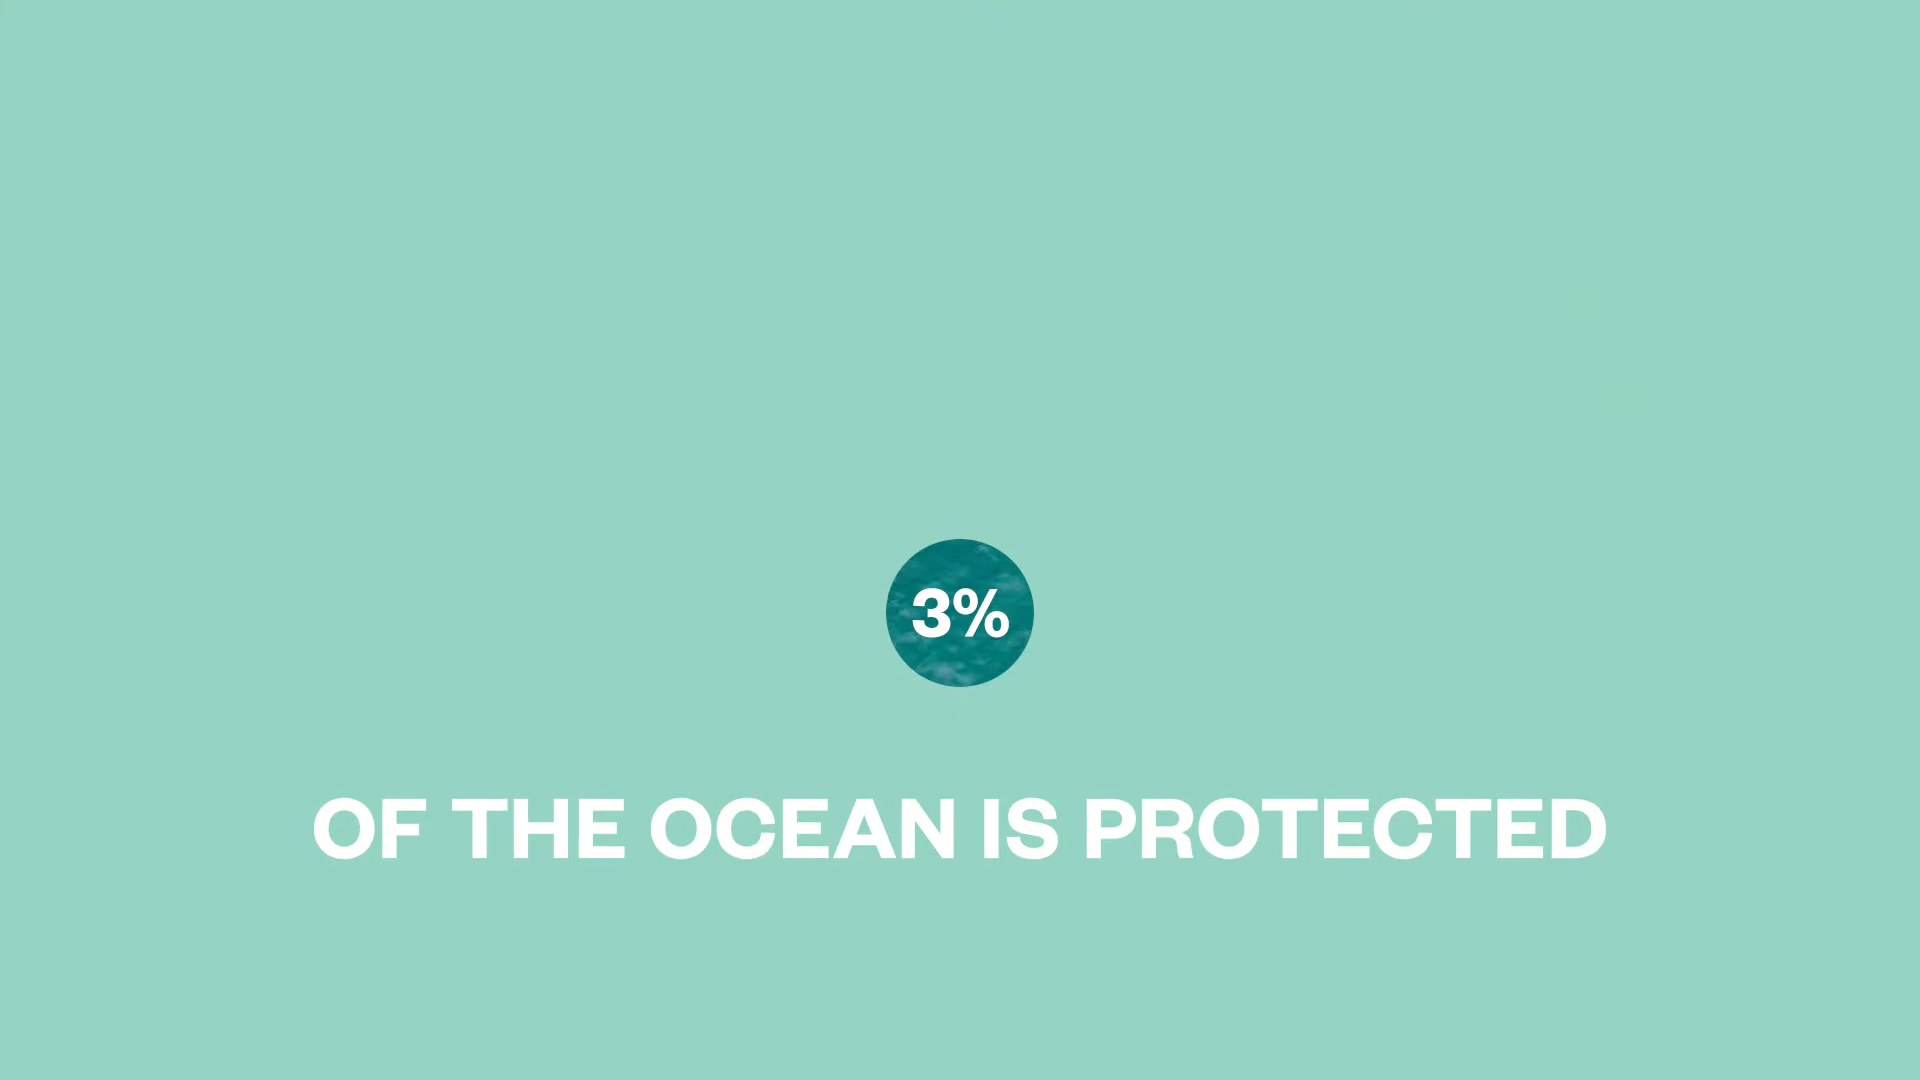 3%
OF THE OCEAN IS PROTECTED